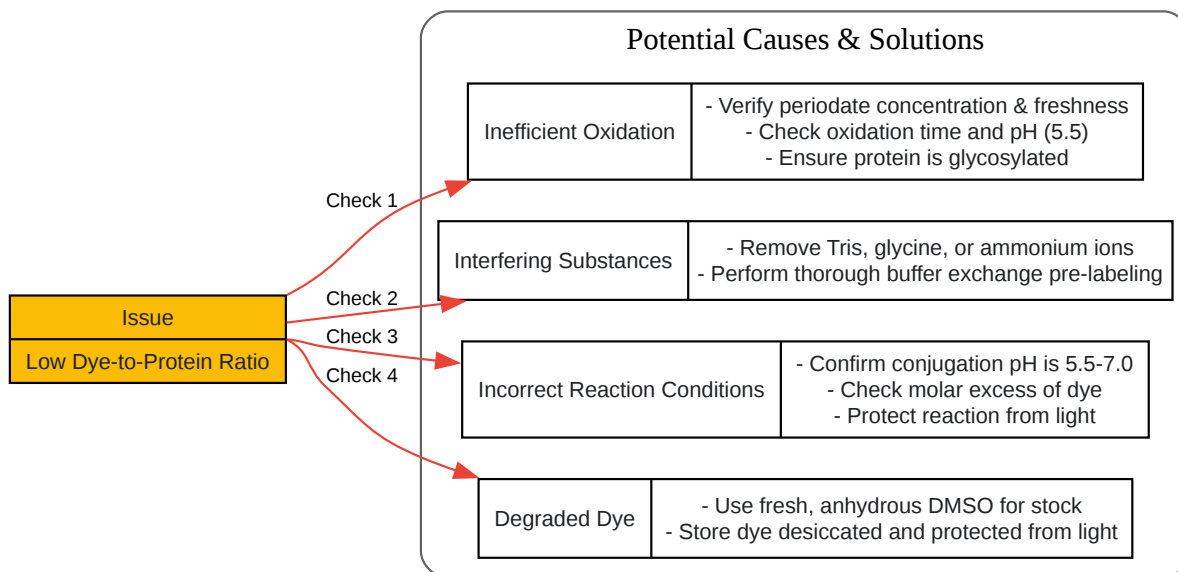 Potential Causes & Solutions
Inefficient Oxidation
- Verify periodate concentration & freshness
- Check oxidation time and pH (5.5)
- Ensure protein is glycosylated
Check 1
Interfering Substances
- Remove Tris, glycine, or ammonium ions
- Perform thorough buffer exchange pre-labeling
Check 2
Issue
Low Dye-to-Protein Ratio
Check 3
Incorrect Reaction Conditions
- Confirm conjugation pH is 5.5-7.0
- Check molar excess of dye
- Protect reaction from light
Check 4
Degraded Dye
- Use fresh, anhydrous DMSO for stock
- Store dye desiccated and protected from light